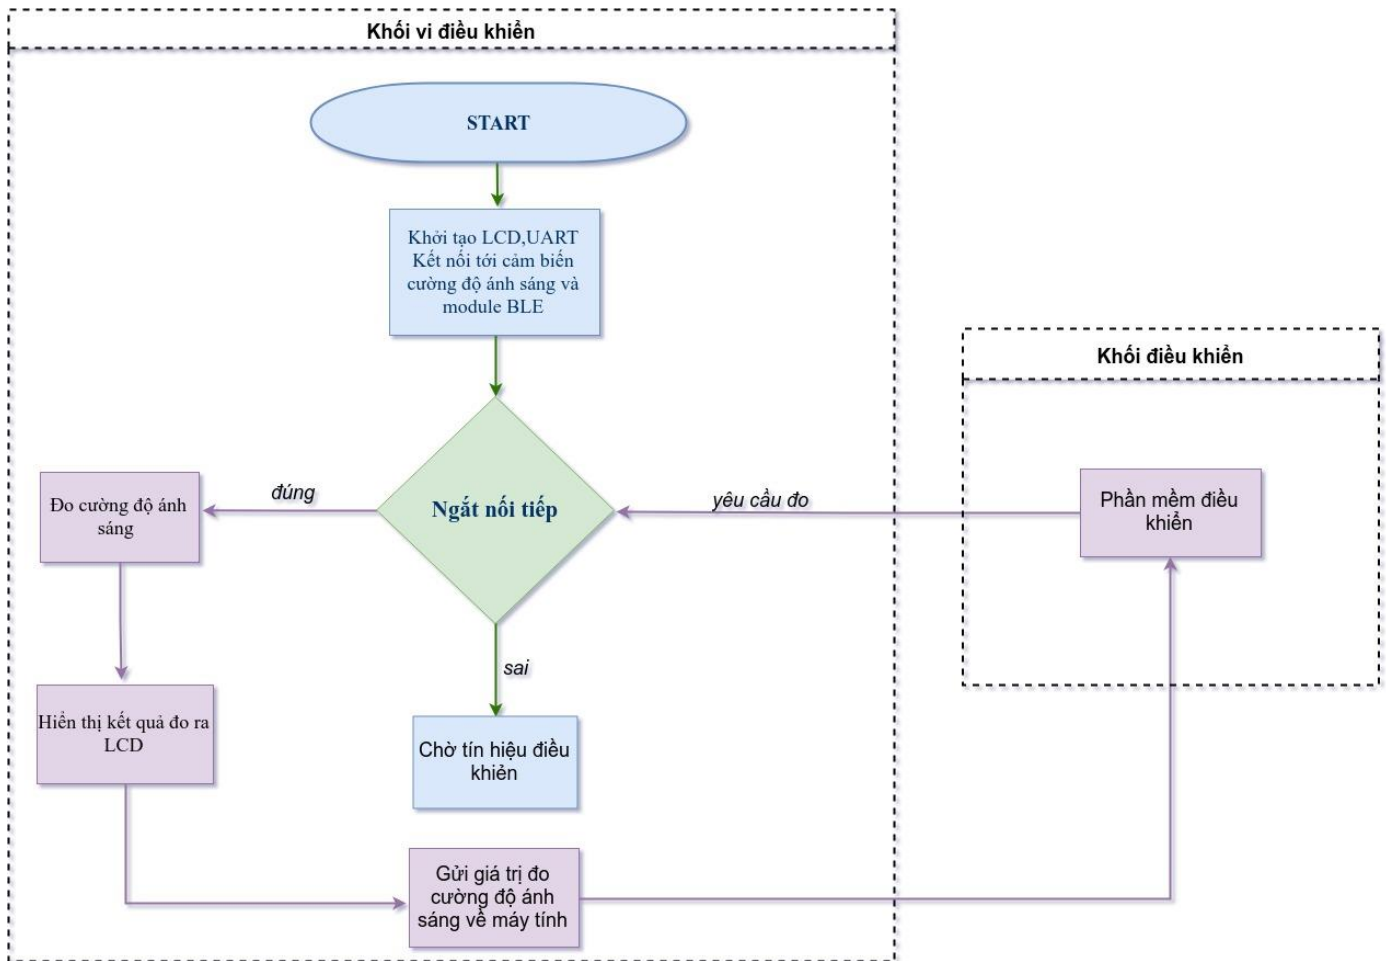 Khối vi điều khiển
START
Khởi tạo LCD,UART
Kết nối tới cảm biến
cường độ ánh sáng và
module BLE
Khối điều khiển
Ngắt nối tiếp
đúng
yêu cầu đo
Đo cường độ ánh
sáng
Phần mềm điều
khiển
sai
Hiển thị kết quả đo ra
LCD
Chờ tín hiệu điều
khiẻn
Gửi giá trị đo
cường độ ánh
sáng về máy tính